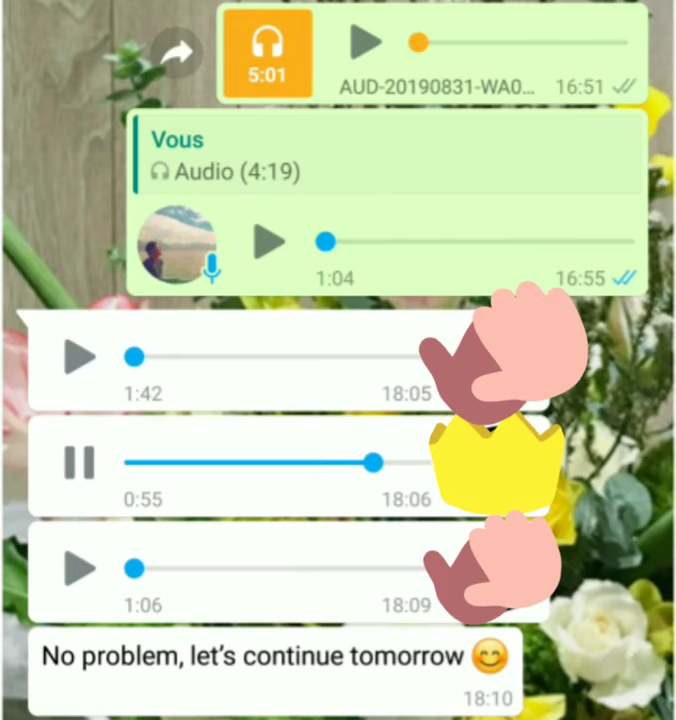 5:01
AUD-20190831-WA0... 16:51
Vous
Audio (4:19)
1:04 16:55
1:42 18:05
0:55 18:06
1:06 18:09
No problem, let's continue tomorrow 😊
18:10